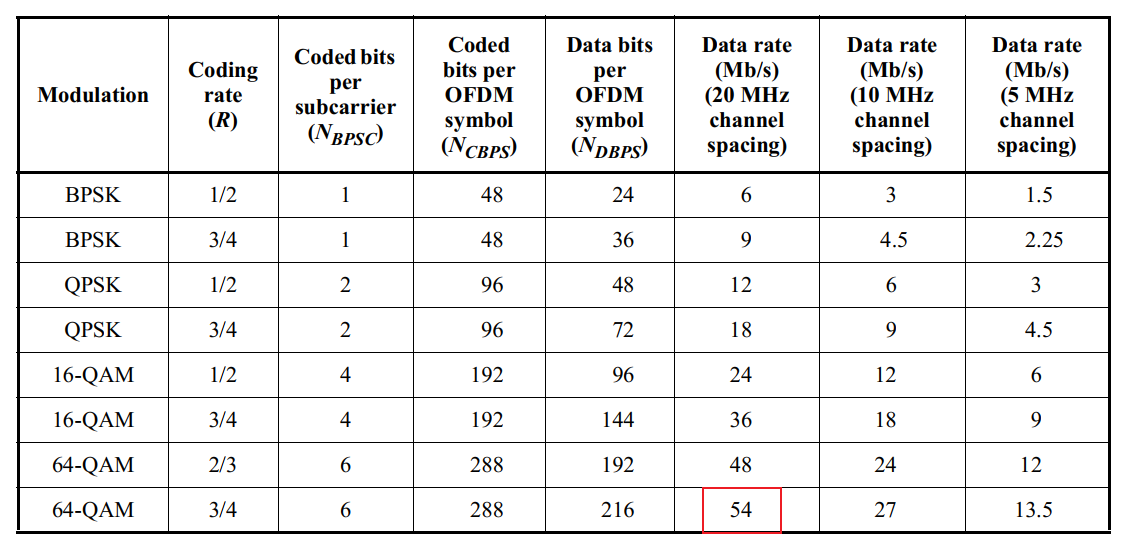 Modulation
Coding
rate
(R)
Coded bits
per
subcarrier
(N_BPSC)
Coded
bits per
OFDM
symbol
(N_CBPS)
Data bits
per
OFDM
symbol
(N_DBPS)
Data rate
(Mb/s)
(20 MHz
channel
spacing)
Data rate
(Mb/s)
(10 MHz
channel
spacing)
Data rate
(Mb/s)
(5 MHz
channel
spacing)
BPSK 1/2 1 48 24 6 3 1.5
BPSK 3/4 1 48 36 9 4.5 2.25
QPSK 1/2 2 96 48 12 6 3
QPSK 3/4 2 96 72 18 9 4.5
16-QAM 1/2 4 192 96 24 12 6
16-QAM 3/4 4 192 144 36 18 9
64-QAM 2/3 6 288 192 48 24 12
64-QAM 3/4 6 288 216 54 27 13.5